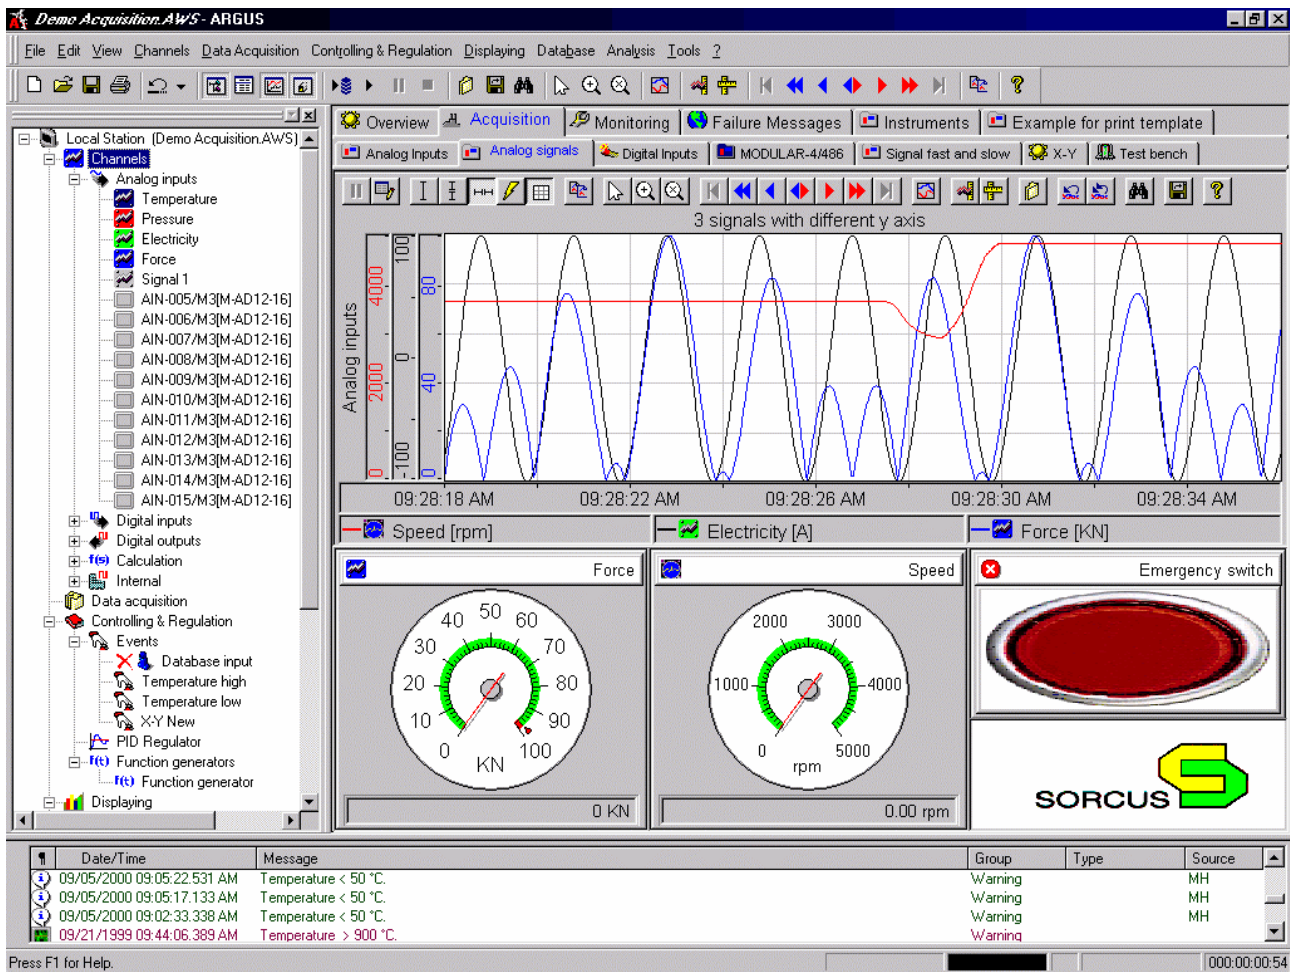 Demo Acquisition.AWS - ARGUS
File Edit View Channels Data Acquisition Controlling & Regulation Displaying Database Analysis Tools ?
Local Station (Demo Acquisition.AWS)
Channels
Analog inputs
Temperature
Pressure
Electricity
Force
Signal 1
AIN-005/M3[M-AD12-16]
AIN-006/M3[M-AD12-16]
AIN-007/M3[M-AD12-16]
AIN-008/M3[M-AD12-16]
AIN-009/M3[M-AD12-16]
AIN-010/M3[M-AD12-16]
AIN-011/M3[M-AD12-16]
AIN-012/M3[M-AD12-16]
AIN-013/M3[M-AD12-16]
AIN-014/M3[M-AD12-16]
AIN-015/M3[M-AD12-16]
Digital inputs
Digital outputs
f(s) Calculation
Internal
Data acquisition
Controlling & Regulation
Events
Database input
Temperature high
Temperature low
X-Y New
PID Regulator
f(t) Function generators
f(t) Function generator
Displaying
Overview Acquisition Monitoring Failure Messages Instruments Example for print template
Analog Inputs Analog signals Digital Inputs MODULAR-4/486 Signal fast and slow X-Y Test bench
3 signals with different y axis
Analog inputs
0 2000 4000
-100 0 100
0 40 80
09:28:18 AM 09:28:22 AM 09:28:26 AM 09:28:30 AM 09:28:34 AM
Speed [rpm] Electricity [A] Force [KN]
Force
0 10 20 30 40 50 60 70 80 90 100
KN
0 KN
Speed
0 1000 2000 3000 4000 5000
rpm
0.00 rpm
Emergency switch
SORCUS
Date/Time Message Group Type Source
09/05/2000 09:05:22.531 AM Temperature < 50 °C. Warning MH
09/05/2000 09:05:17.133 AM Temperature < 50 °C. Warning MH
09/05/2000 09:02:33.338 AM Temperature < 50 °C. Warning MH
09/21/1999 09:44:06.389 AM Temperature > 900 °C. Warning
Press F1 for Help. 000:00:00:54